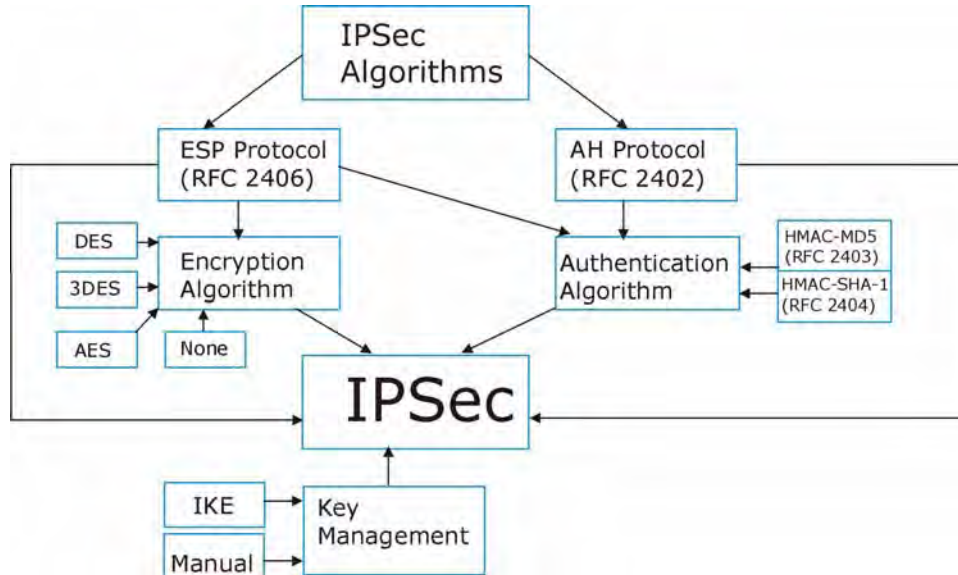 IPSec
Algorithms
ESP Protocol
(RFC 2406)
AH Protocol
(RFC 2402)
DES
3DES
AES
None
Encryption
Algorithm
Authentication
Algorithm
HMAC-MD5
(RFC 2403)
HMAC-SHA-1
(RFC 2404)
IPSec
IKE
Manual
Key
Management